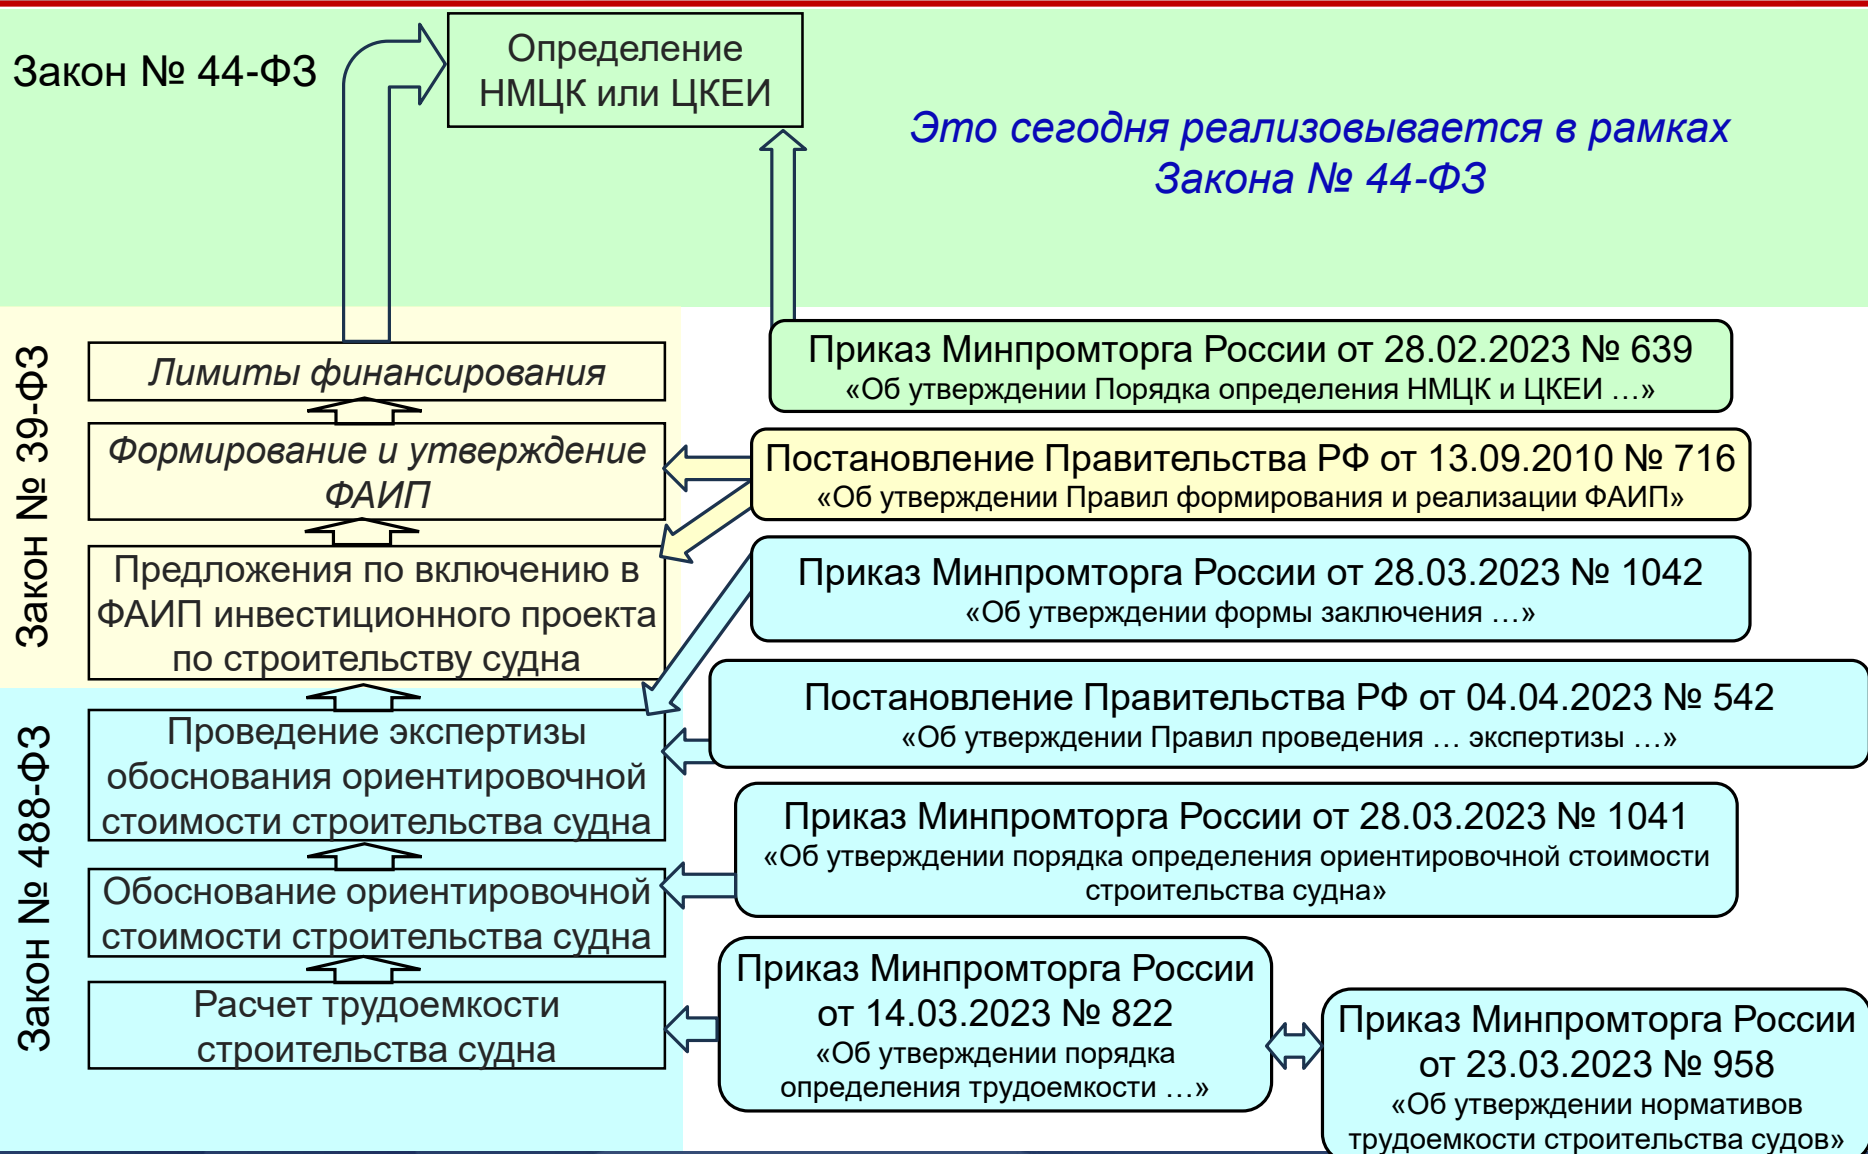 Закон № 44-ФЗ
Определение
НМЦК или ЦКЕИ
Это сегодня реализовывается в рамках
Закона № 44-ФЗ
Закон № 39-ФЗ
Лимиты финансирования
Формирование и утверждение
ФАИП
Предложения по включению в
ФАИП инвестиционного проекта
по строительству судна
Закон № 488-ФЗ
Проведение экспертизы
обоснования ориентировочной
стоимости строительства судна
Обоснование ориентировочной
стоимости строительства судна
Расчет трудоемкости
строительства судна
Приказ Минпромторга России от 28.02.2023 № 639
«Об утверждении Порядка определения НМЦК и ЦКЕИ …»
Постановление Правительства РФ от 13.09.2010 № 716
«Об утверждении Правил формирования и реализации ФАИП»
Приказ Минпромторга России от 28.03.2023 № 1042
«Об утверждении формы заключения …»
Постановление Правительства РФ от 04.04.2023 № 542
«Об утверждении Правил проведения … экспертизы …»
Приказ Минпромторга России от 28.03.2023 № 1041
«Об утверждении порядка определения ориентировочной стоимости
строительства судна»
Приказ Минпромторга России
от 14.03.2023 № 822
«Об утверждении порядка
определения трудоемкости …»
Приказ Минпромторга России
от 23.03.2023 № 958
«Об утверждении нормативов
трудоемкости строительства судов»